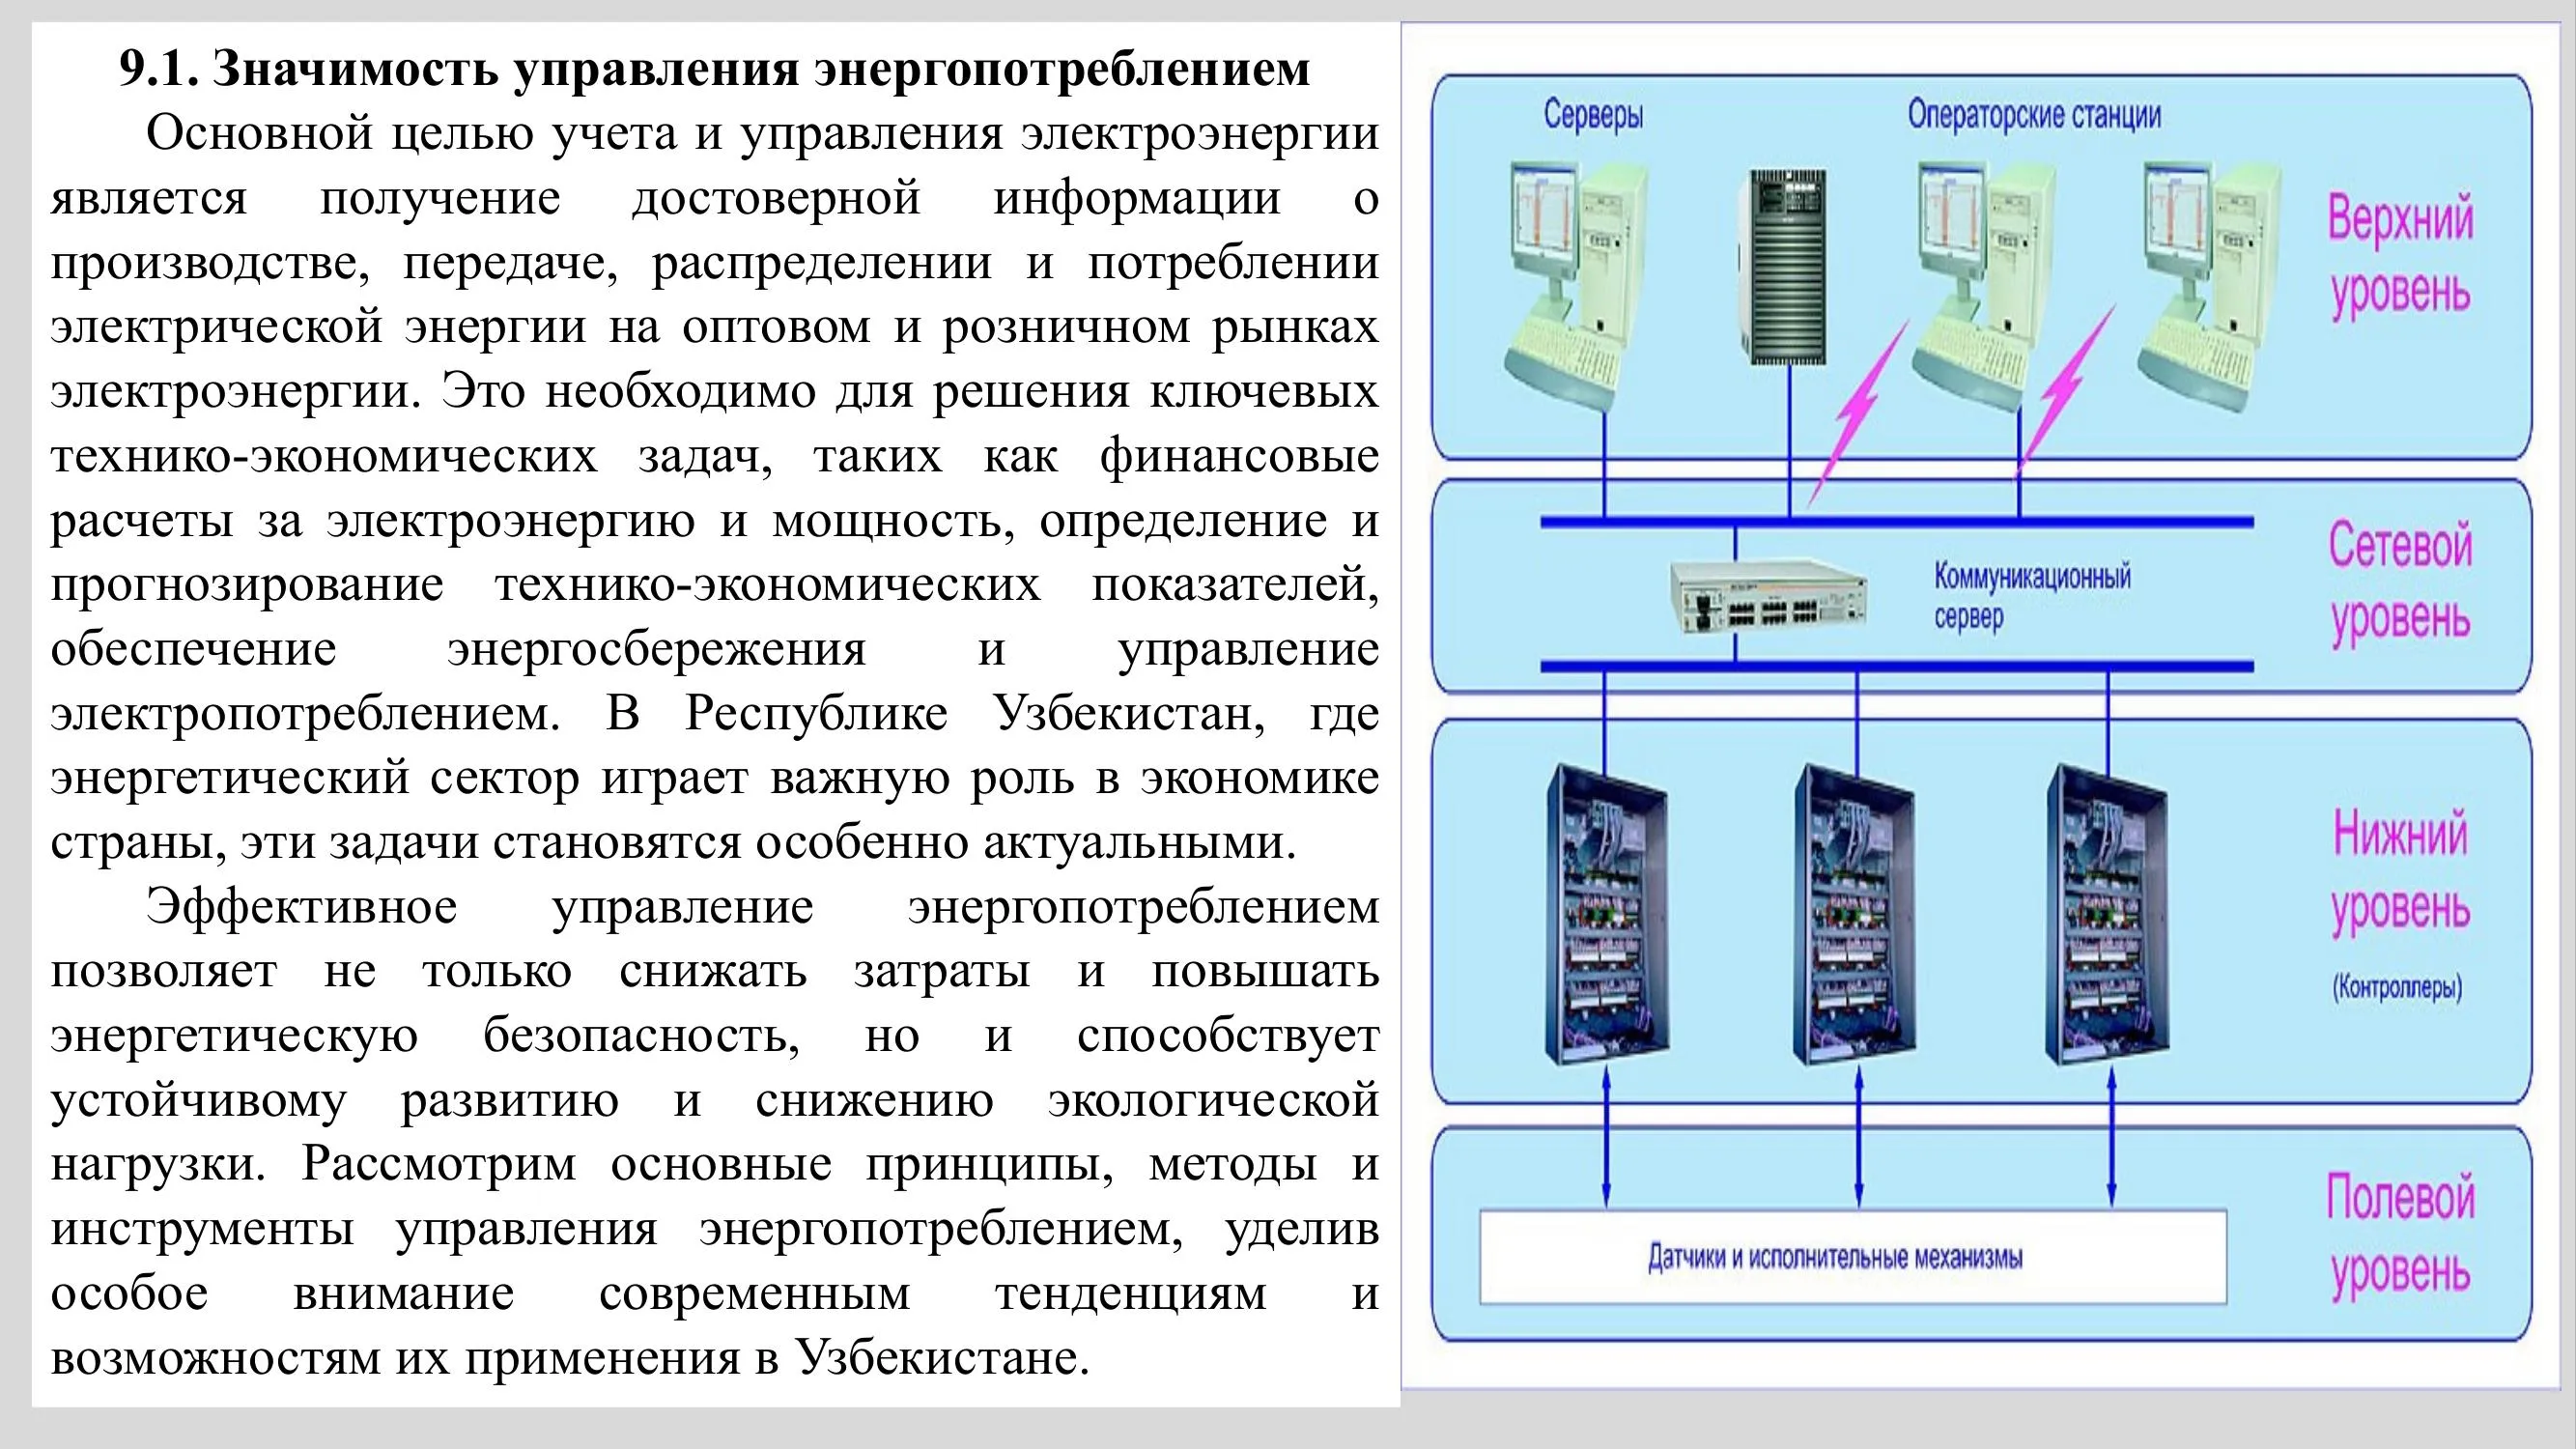 9.1. Значимость управления энергопотреблением
Основной целью учета и управления электроэнергии
является получение достоверной информации о
производстве, передаче, распределении и потреблении
электрической энергии на оптовом и розничном рынках
электроэнергии. Это необходимо для решения ключевых
технико-экономических задач, таких как финансовые
расчеты за электроэнергию и мощность, определение и
прогнозирование технико-экономических показателей,
обеспечение энергосбережения и управление
электропотреблением. В Республике Узбекистан, где
энергетический сектор играет важную роль в экономике
страны, эти задачи становятся особенно актуальными.
Эффективное управление энергопотреблением
позволяет не только снижать затраты и повышать
энергетическую безопасность, но и способствует
устойчивому развитию и снижению экологической
нагрузки. Рассмотрим основные принципы, методы и
инструменты управления энергопотреблением, уделив
особое внимание современным тенденциям и
возможностям их применения в Узбекистане.
Серверы
Операторские станции
Верхний
уровень
Коммуникационный
сервер
Сетевой
уровень
Нижний
уровень
(Контроллеры)
Датчики и исполнительные механизмы
Полевой
уровень